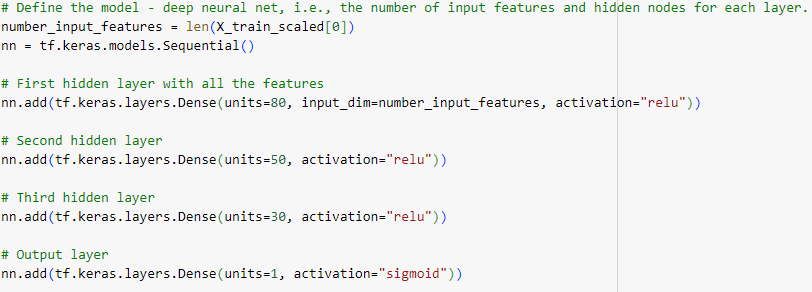 # Define the model - deep neural net, i.e., the number of input features and hidden nodes for each layer.
number_input_features = len(X_train_scaled[0])
nn = tf.keras.models.Sequential()
# First hidden layer with all the features
nn.add(tf.keras.layers.Dense(units=80, input_dim=number_input_features, activation="relu"))
# Second hidden layer
nn.add(tf.keras.layers.Dense(units=50, activation="relu"))
# Third hidden layer
nn.add(tf.keras.layers.Dense(units=30, activation="relu"))
# Output layer
nn.add(tf.keras.layers.Dense(units=1, activation="sigmoid"))